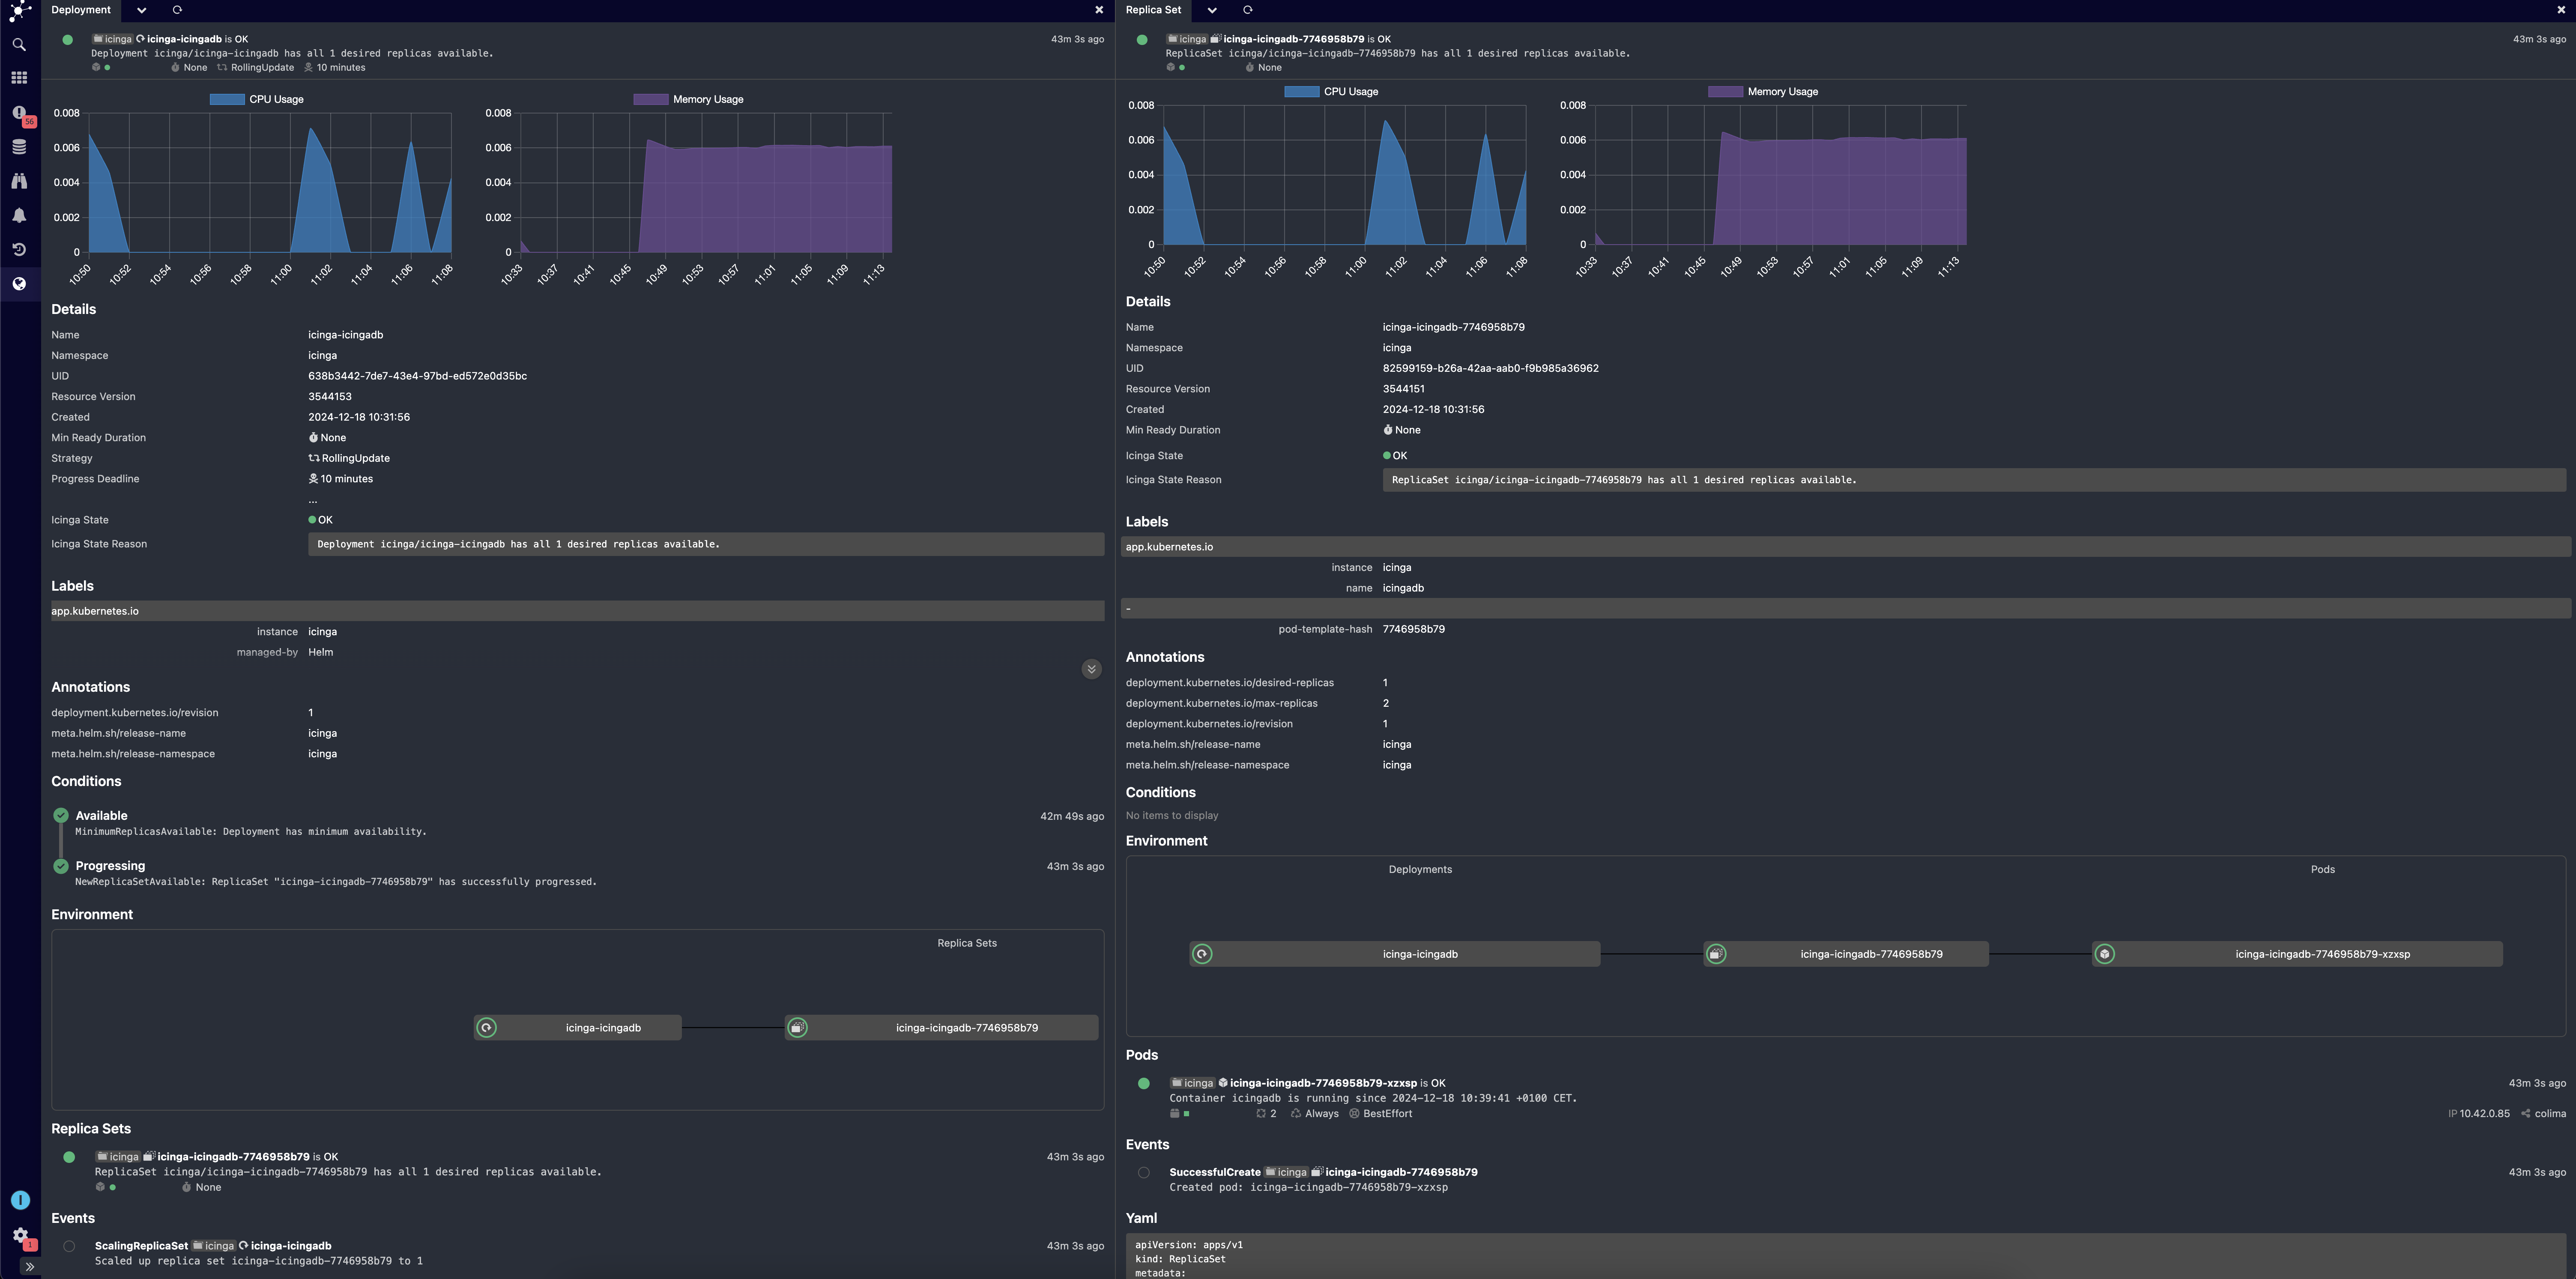 Deployment
icinga icinga-icingadb is OK 43m 3s ago
Deployment icinga/icinga-icingadb has all 1 desired replicas available.
None RollingUpdate 10 minutes
CPU Usage
0.008
0.006
0.004
0.002
0
10:50 10:52 10:54 10:56 10:58 11:00 11:02 11:04 11:06 11:08
Memory Usage
0.008
0.006
0.004
0.002
0
10:33 10:37 10:41 10:45 10:49 10:53 10:57 11:01 11:05 11:09 11:13
Details
Name icinga-icingadb
Namespace icinga
UID 638b3442-7de7-43e4-97bd-ed572e0d35bc
Resource Version 3544153
Created 2024-12-18 10:31:56
Min Ready Duration None
Strategy RollingUpdate
Progress Deadline 10 minutes
...
Icinga State OK
Icinga State Reason Deployment icinga/icinga-icingadb has all 1 desired replicas available.
Labels
app.kubernetes.io
instance icinga
managed-by Helm
Annotations
deployment.kubernetes.io/revision 1
meta.helm.sh/release-name icinga
meta.helm.sh/release-namespace icinga
Conditions
Available 42m 49s ago
MinimumReplicasAvailable: Deployment has minimum availability.
Progressing 43m 3s ago
NewReplicaSetAvailable: ReplicaSet "icinga-icingadb-7746958b79" has successfully progressed.
Environment
Replica Sets
icinga-icingadb icinga-icingadb-7746958b79
Replica Sets
icinga icinga-icingadb-7746958b79 is OK 43m 3s ago
ReplicaSet icinga/icinga-icingadb-7746958b79 has all 1 desired replicas available.
None
Events
ScalingReplicaSet icinga icinga-icingadb 43m 3s ago
Scaled up replica set icinga-icingadb-7746958b79 to 1
56
I
1
Replica Set
icinga icinga-icingadb-7746958b79 is OK 43m 3s ago
ReplicaSet icinga/icinga-icingadb-7746958b79 has all 1 desired replicas available.
None
CPU Usage
0.008
0.006
0.004
0.002
0
10:50 10:52 10:54 10:56 10:58 11:00 11:02 11:04 11:06 11:08
Memory Usage
0.008
0.006
0.004
0.002
0
10:33 10:37 10:41 10:45 10:49 10:53 10:57 11:01 11:05 11:09 11:13
Details
Name icinga-icingadb-7746958b79
Namespace icinga
UID 82599159-b26a-42aa-aab0-f9b985a36962
Resource Version 3544151
Created 2024-12-18 10:31:56
Min Ready Duration None
Icinga State OK
Icinga State Reason ReplicaSet icinga/icinga-icingadb-7746958b79 has all 1 desired replicas available.
Labels
app.kubernetes.io
instance icinga
name icingadb
-
pod-template-hash 7746958b79
Annotations
deployment.kubernetes.io/desired-replicas 1
deployment.kubernetes.io/max-replicas 2
deployment.kubernetes.io/revision 1
meta.helm.sh/release-name icinga
meta.helm.sh/release-namespace icinga
Conditions
No items to display
Environment
Deployments Pods
icinga-icingadb icinga-icingadb-7746958b79 icinga-icingadb-7746958b79-xzxsp
Pods
icinga icinga-icingadb-7746958b79-xzxsp is OK 43m 3s ago
Container icingadb is running since 2024-12-18 10:39:41 +0100 CET.
2 Always BestEffort IP 10.42.0.85 colima
Events
SuccessfulCreate icinga icinga-icingadb-7746958b79 43m 3s ago
Created pod: icinga-icingadb-7746958b79-xzxsp
Yaml
apiVersion: apps/v1
kind: ReplicaSet
metadata: